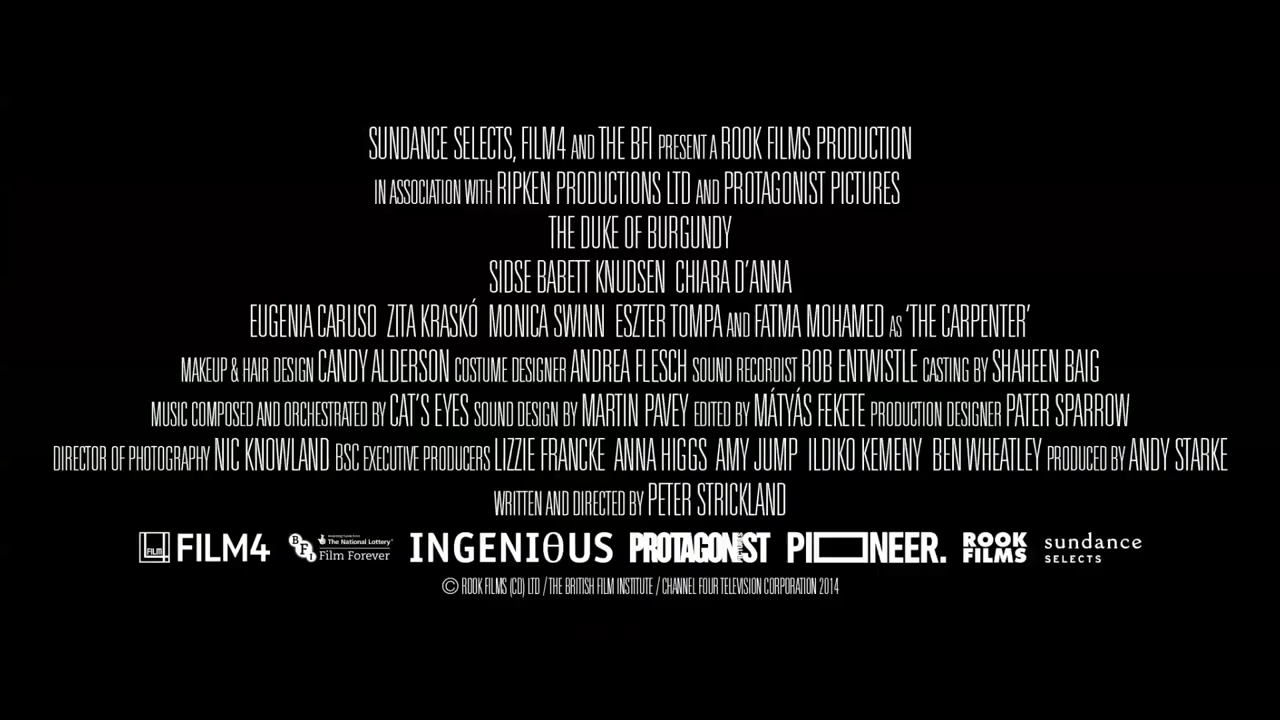 SUNDANCE SELECTS, FILM4 AND THE BFI PRESENT A ROOK FILMS PRODUCTION
IN ASSOCIATION WITH RIPKEN PRODUCTIONS LTD AND PROTAGONIST PICTURES
THE DUKE OF BURGUNDY
SIDSE BABETT KNUDSEN CHIARA D'ANNA
EUGENIA CARUSO ZITA KRASKÓ MONICA SWINN ESZTER TOMPA AND FATMA MOHAMED AS 'THE CARPENTER'
MAKEUP & HAIR DESIGN CANDY ALDERSON COSTUME DESIGNER ANDREA FLESCH SOUND RECORDIST ROB ENTWISTLE CASTING BY SHAHEEN BAIG
MUSIC COMPOSED AND ORCHESTRATED BY CAT'S EYES SOUND DESIGN BY MARTIN PAVEY EDITED BY MÁTYÁS FEKETE PRODUCTION DESIGNER PATER SPARROW
DIRECTOR OF PHOTOGRAPHY NIC KNOWLAND BSC EXECUTIVE PRODUCERS LIZZIE FRANCKE ANNA HIGGS AMY JUMP ILDIKO KEMENY BEN WHEATLEY PRODUCED BY ANDY STARKE
WRITTEN AND DIRECTED BY PETER STRICKLAND
FILM4 FILM4 BFI The National Lottery Film Forever INGENIOUS PROTAGONIST PICTURES PIONEER. ROOK FILMS sundance SELECTS
© ROOK FILMS (CD) LTD / THE BRITISH FILM INSTITUTE / CHANNEL FOUR TELEVISION CORPORATION 2014